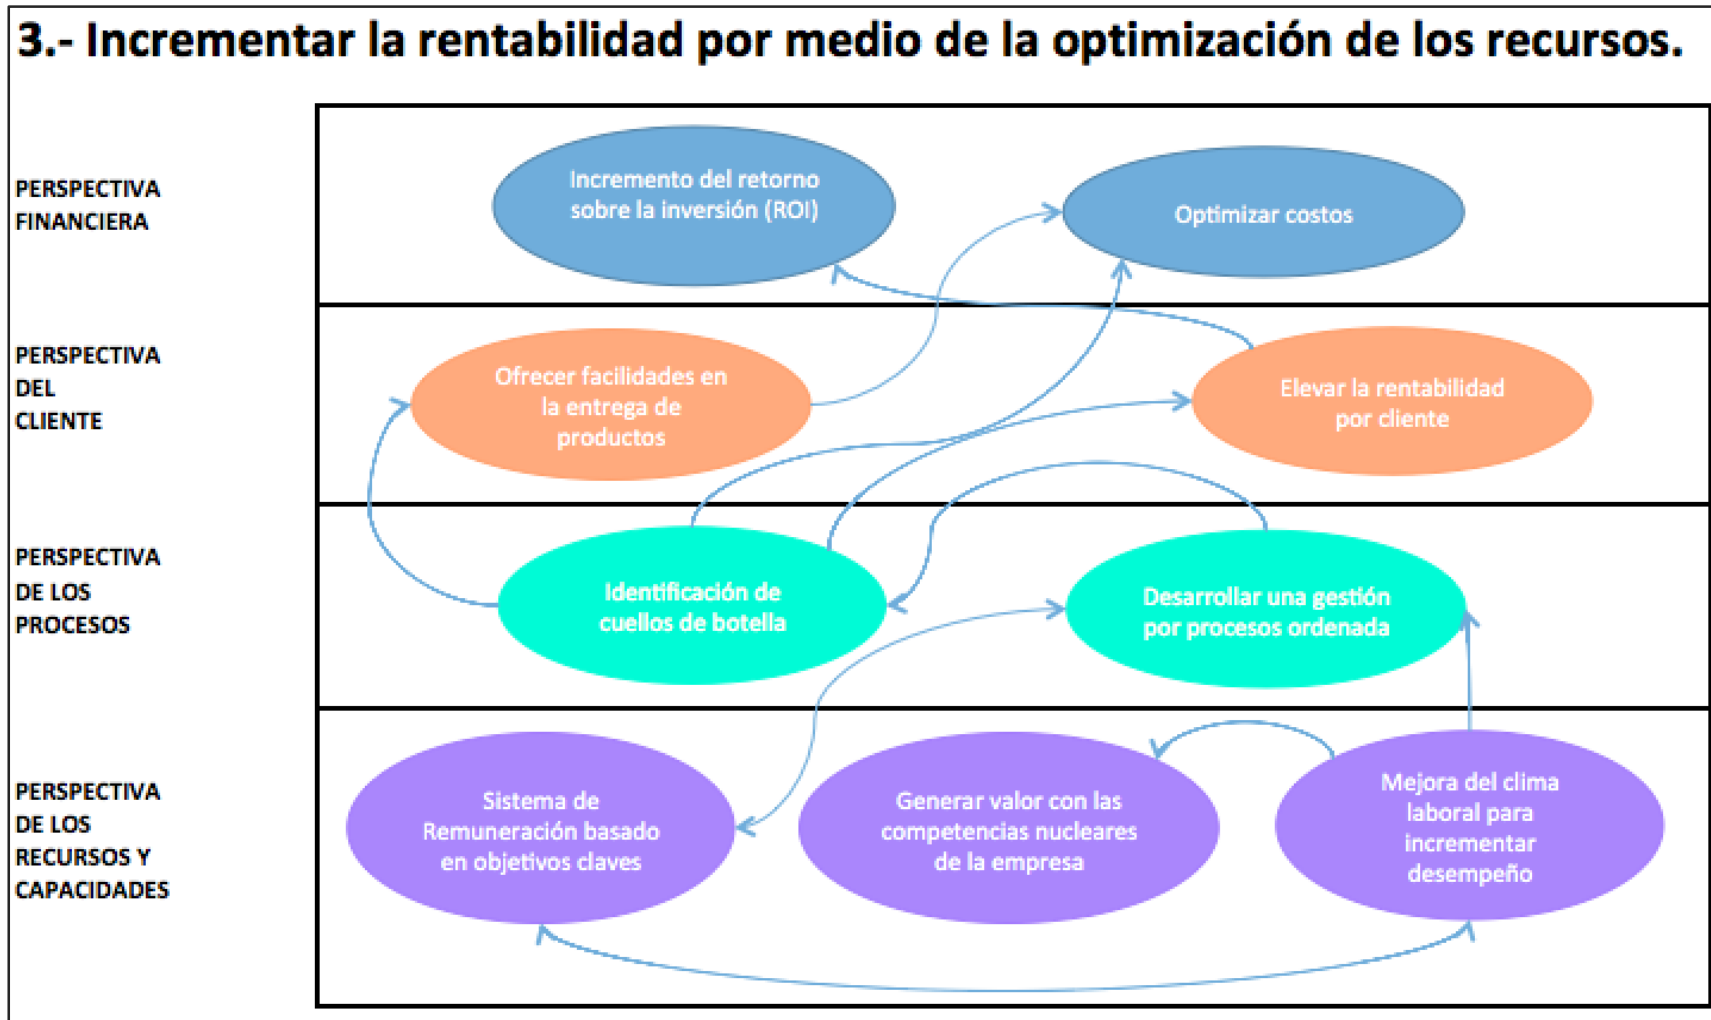 3.- Incrementar la rentabilidad por medio de la optimización de los recursos.
PERSPECTIVA
FINANCIERA
Incremento del retorno
sobre la inversión (ROI)
Optimizar costos
PERSPECTIVA
DEL
CLIENTE
Ofrecer facilidades en
la entrega de
productos
Elevar la rentabilidad
por cliente
PERSPECTIVA
DE LOS
PROCESOS
Identificación de
cuellos de botella
Desarrollar una gestión
por procesos ordenada
PERSPECTIVA
DE LOS
RECURSOS Y
CAPACIDADES
Sistema de
Remuneración basado
en objetivos claves
Generar valor con las
competencias nucleares
de la empresa
Mejora del clima
laboral para
incrementar
desempeño